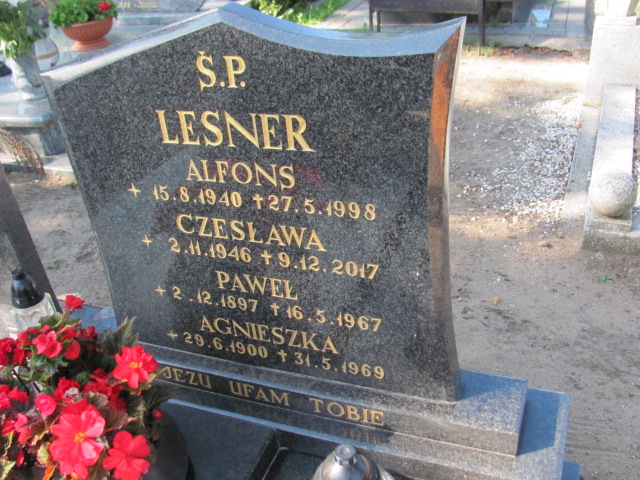 Ś.P.
LESNER
ALFONS
+ 15.8.1940 + 27.5.1998
CZESŁAWA
+ 2.11.1946 + 9.12.2017
PAWEŁ
+ 2.12.1897 + 16.5.1967
AGNIESZKA
+ 29.6.1900 + 31.5.1969
JEZU UFAM TOBIE